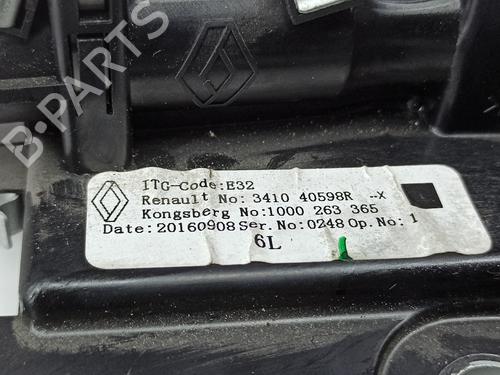 B-PARTS
ITG-Code:E32
Renault No: 3410 40598R --X
Kongsberg No:1000 263 365
Date:20160908 Ser.No:0248 Op.No: 1
6L